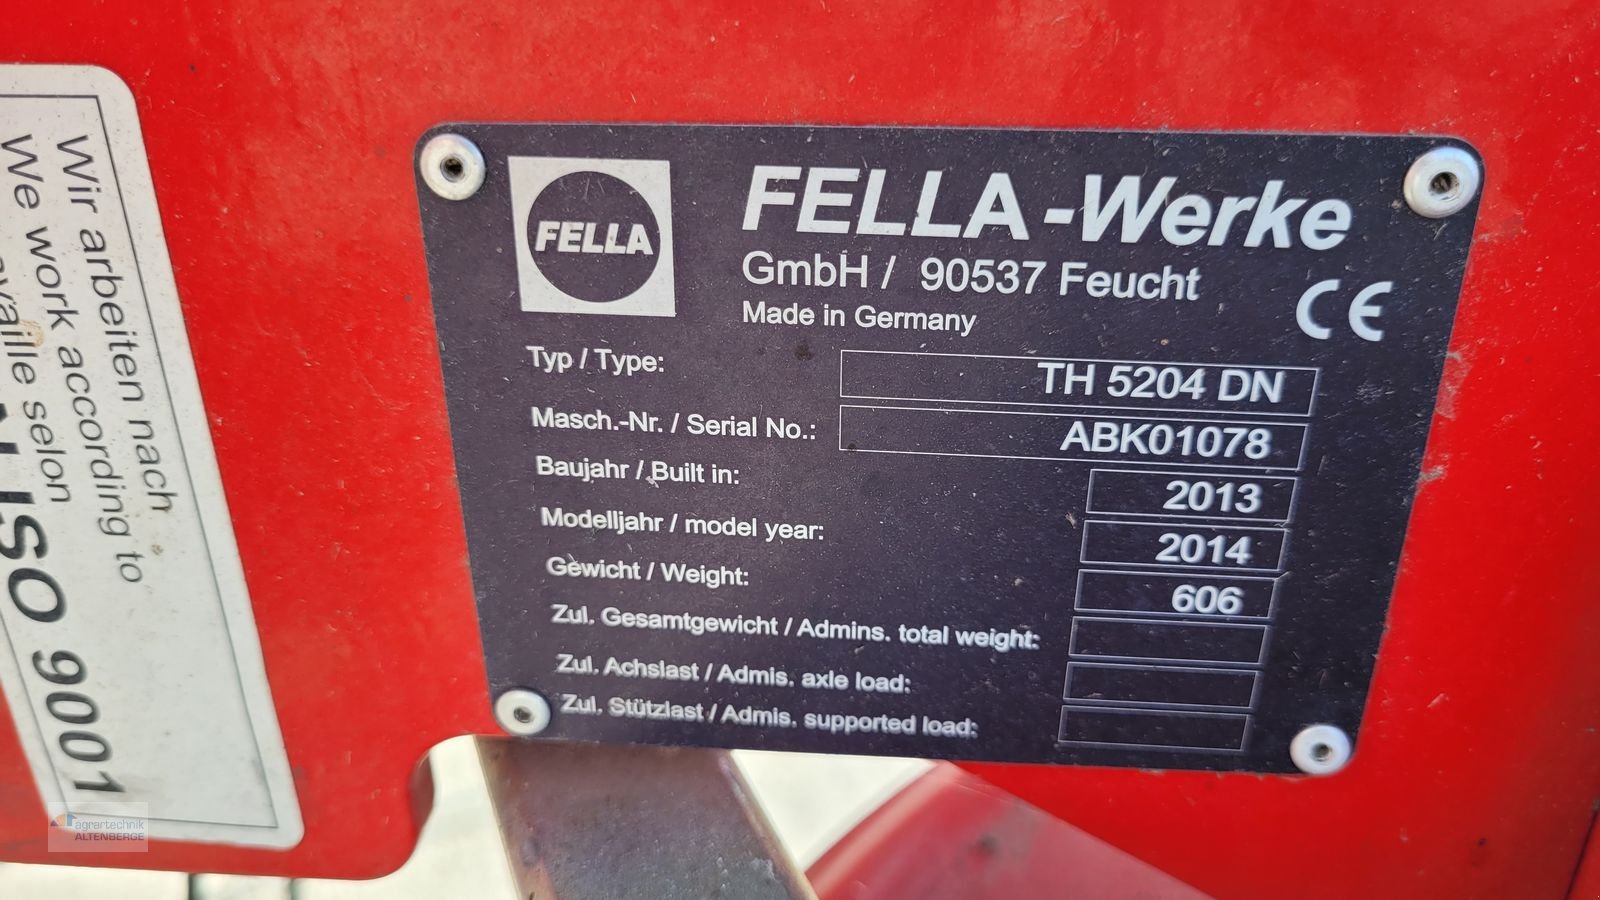 Wir arbeiten nach
We work according to
selon
ISO 9001
FELLA
FELLA-Werke
GmbH / 90537 Feucht
Made in Germany
CE
Typ / Type: TH 5204 DN
Masch.-Nr. / Serial No.: ABK01078
Baujahr / Built in: 2013
Modelljahr / model year: 2014
Gewicht / Weight: 606
Zul. Gesamtgewicht / Admins. total weight:
Zul. Achslast / Admis. axle load:
Zul. Stützlast / Admis. supported load:
agrartechnik
ALTENBERGE